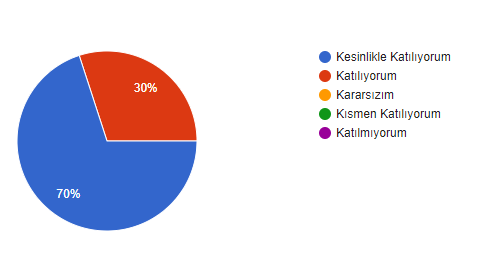 Kesinlikle Katılıyorum
Katılıyorum
30%
Kararsızım
Kısmen Katılıyorum
Katılmıyorum
70%